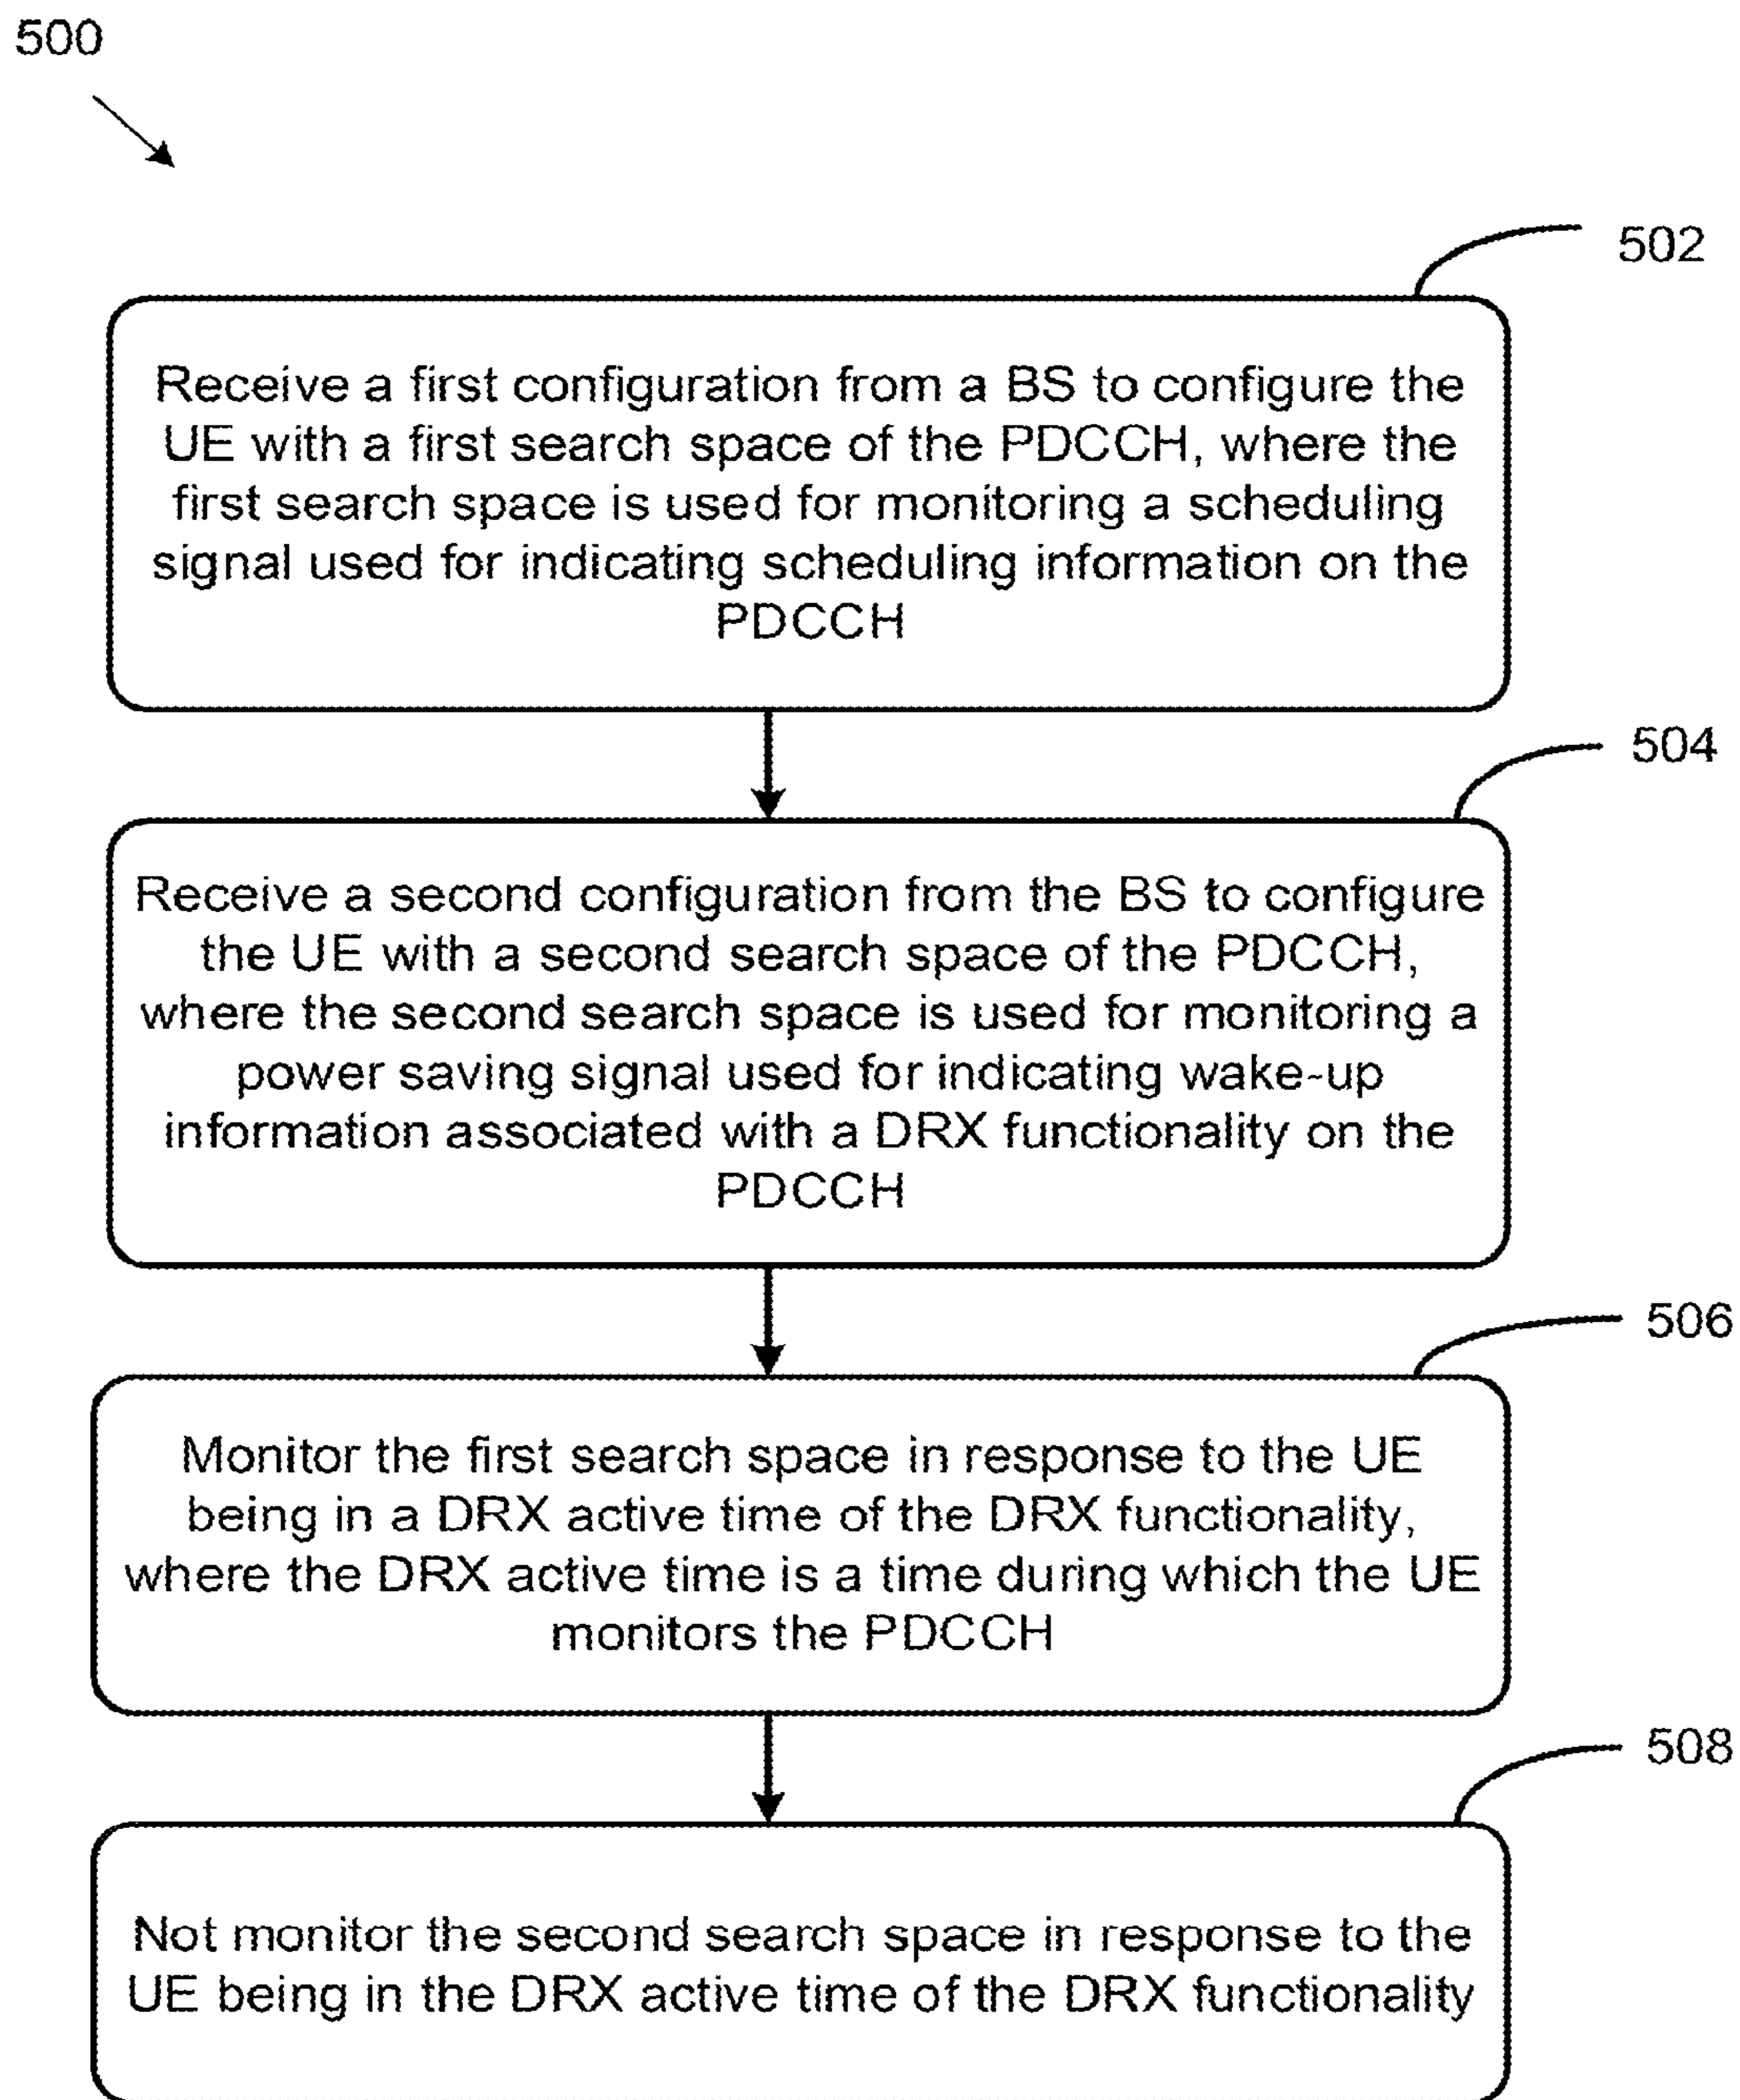 500
502
Receive a first configuration from a BS to configure the
UE with a first search space of the PDCCH, where the
first search space is used for monitoring a scheduling
signal used for indicating scheduling information on the
PDCCH
504
Receive a second configuration from the BS to configure
the UE with a second search space of the PDCCH,
where the second search space is used for monitoring a
power saving signal used for indicating wake-up
information associated with a DRX functionality on the
PDCCH
506
Monitor the first search space in response to the UE
being in a DRX active time of the DRX functionality,
where the DRX active time is a time during which the UE
monitors the PDCCH
508
Not monitor the second search space in response to the
UE being in the DRX active time of the DRX functionality